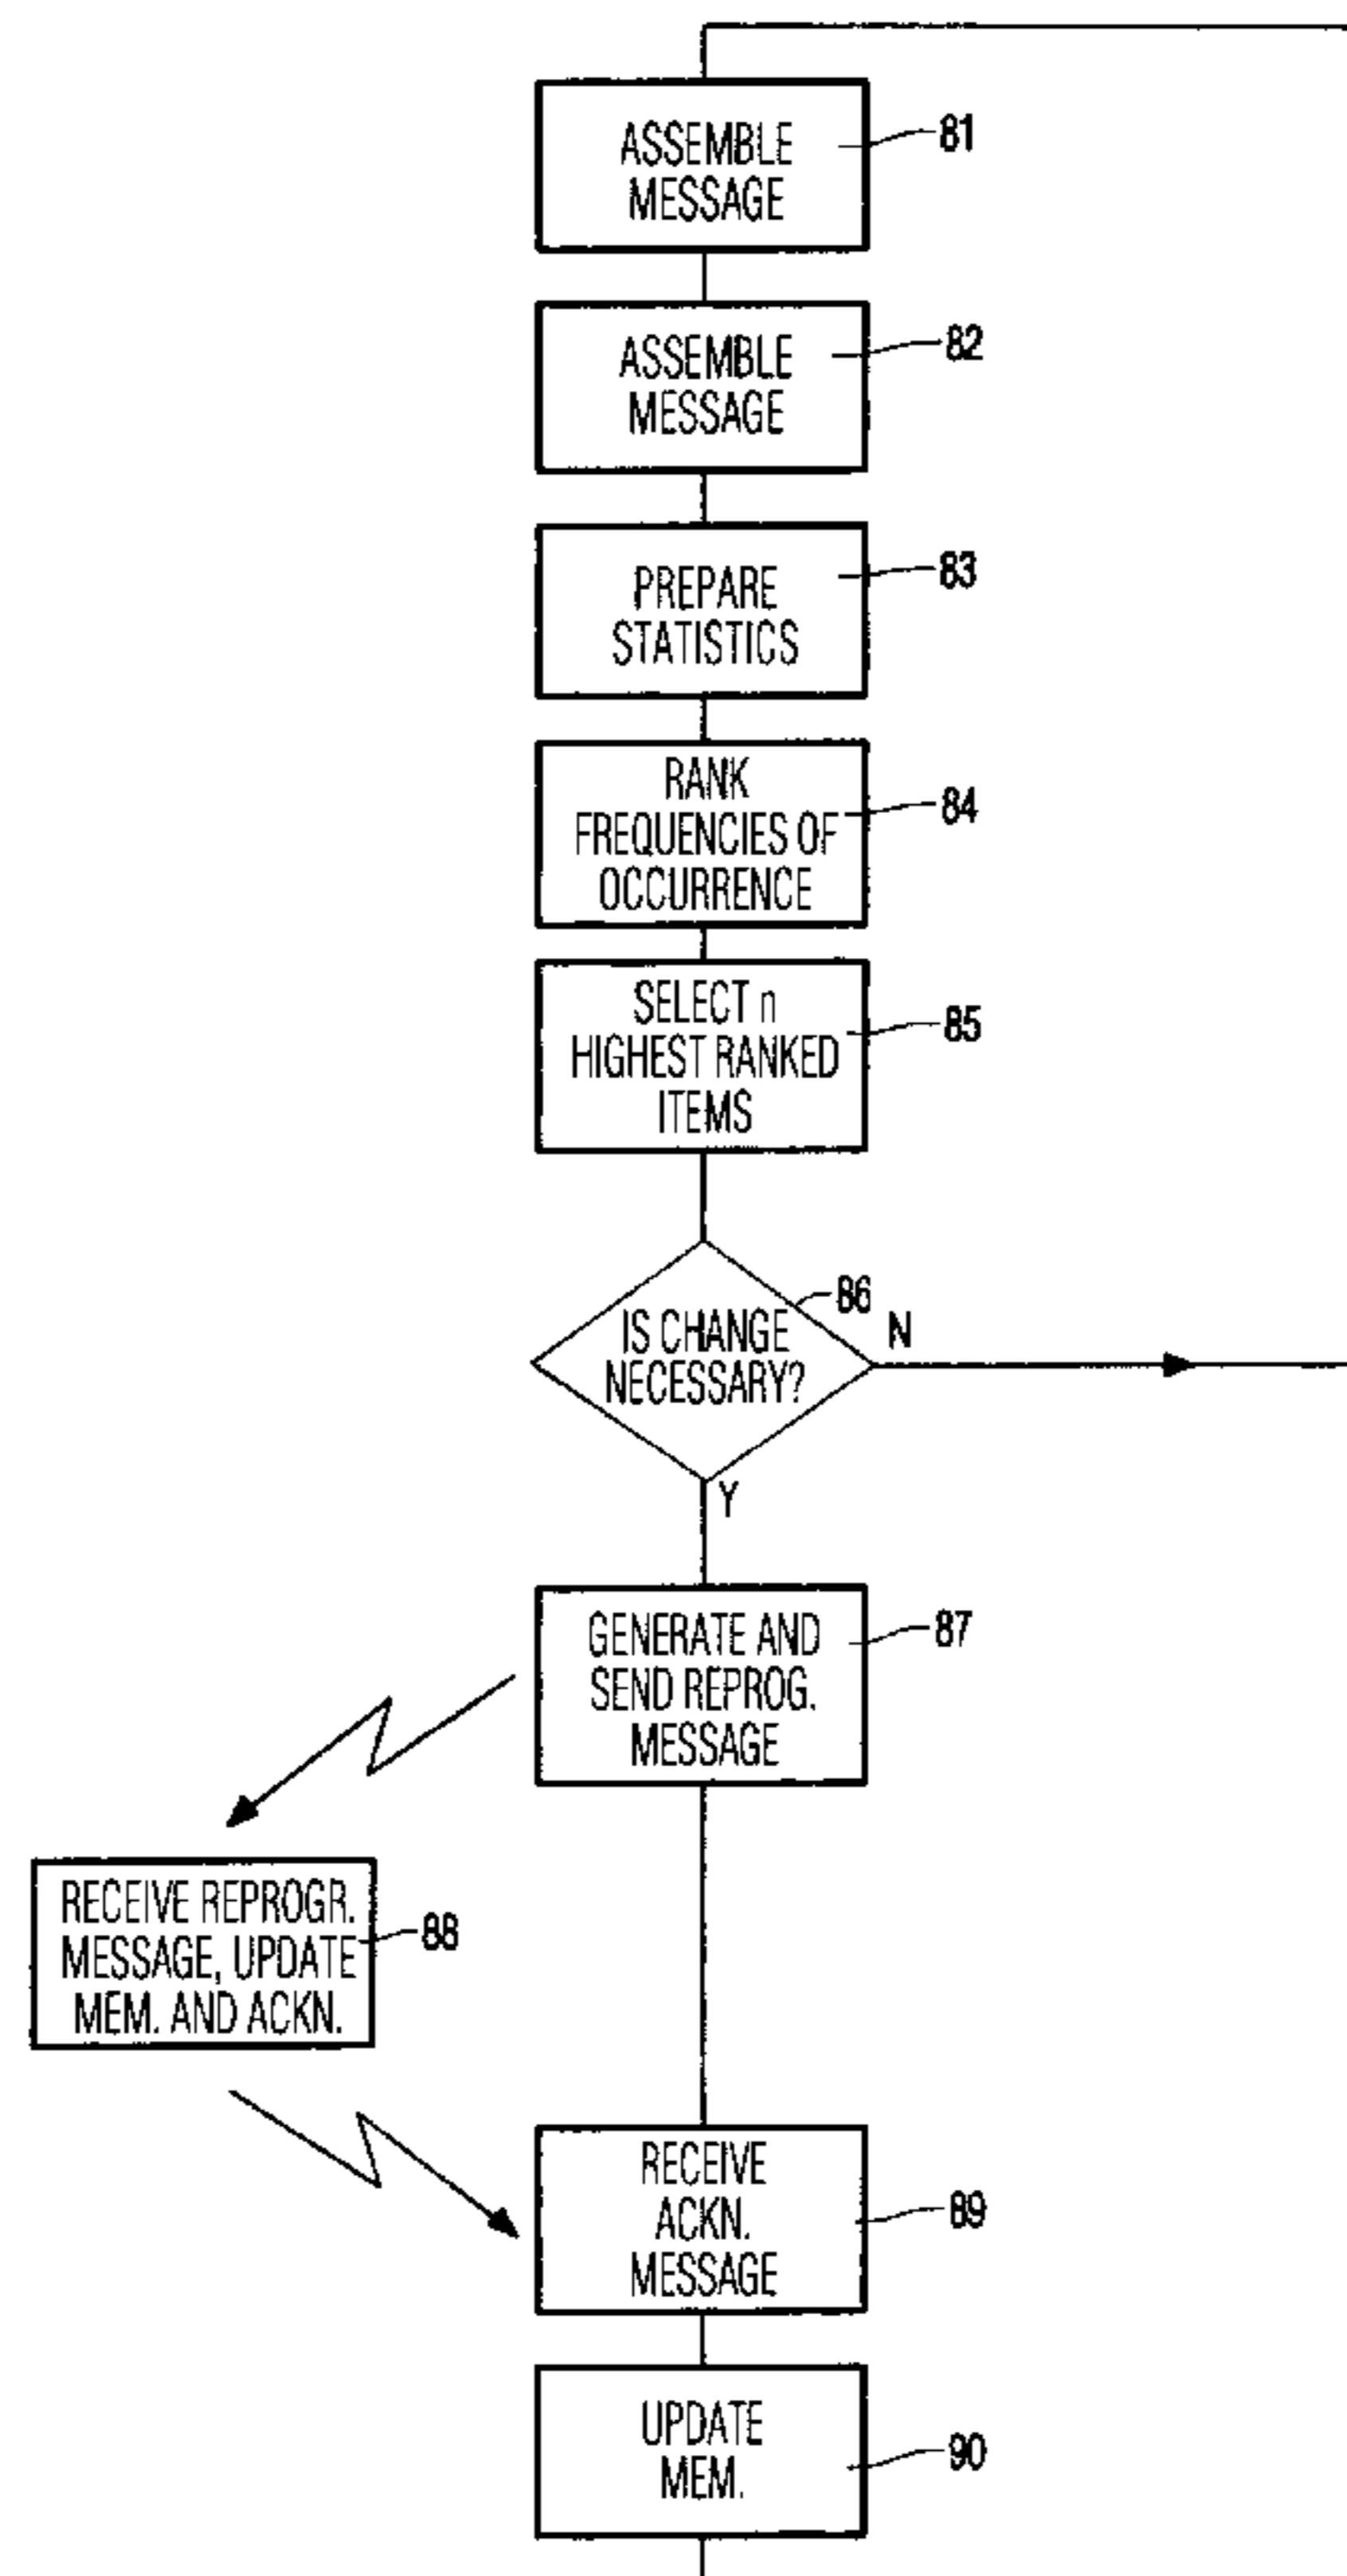 ASSEMBLE
MESSAGE
81
ASSEMBLE
MESSAGE
82
PREPARE
STATISTICS
83
RANK
FREQUENCIES OF
OCCURRENCE
84
SELECT n
HIGHEST RANKED
ITEMS
85
IS CHANGE
NECESSARY?
86
N
Y
GENERATE AND
SEND REPROG.
MESSAGE
87
RECEIVE REPROGR.
MESSAGE, UPDATE
MEM. AND ACKN.
88
RECEIVE
ACKN.
MESSAGE
89
UPDATE
MEM.
90